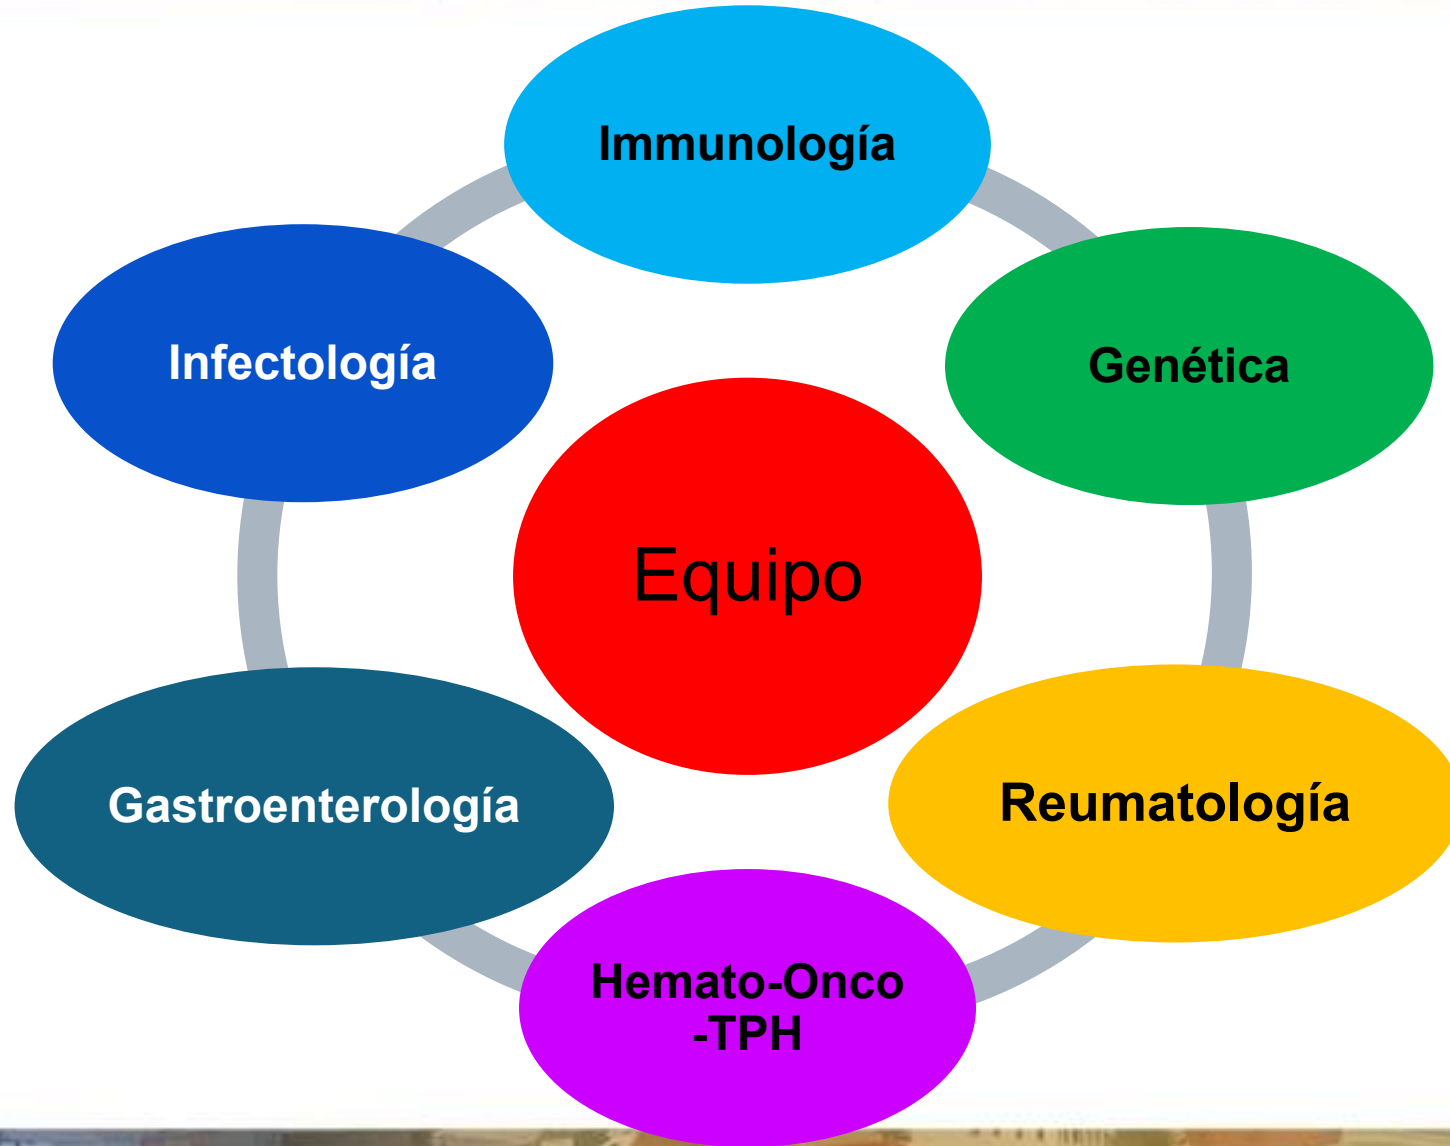 Immunología
Infectología
Genética
Equipo
Gastroenterología
Reumatología
Hemato-Onco
-TPH